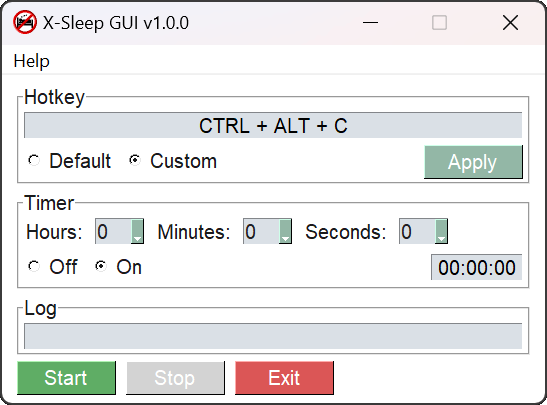 X-Sleep GUI v1.0.0
Help
Hotkey
CTRL + ALT + C
Default Custom Apply
Timer
Hours: 0 Minutes: 0 Seconds: 0
Off On 00:00:00
Log
Start Stop Exit